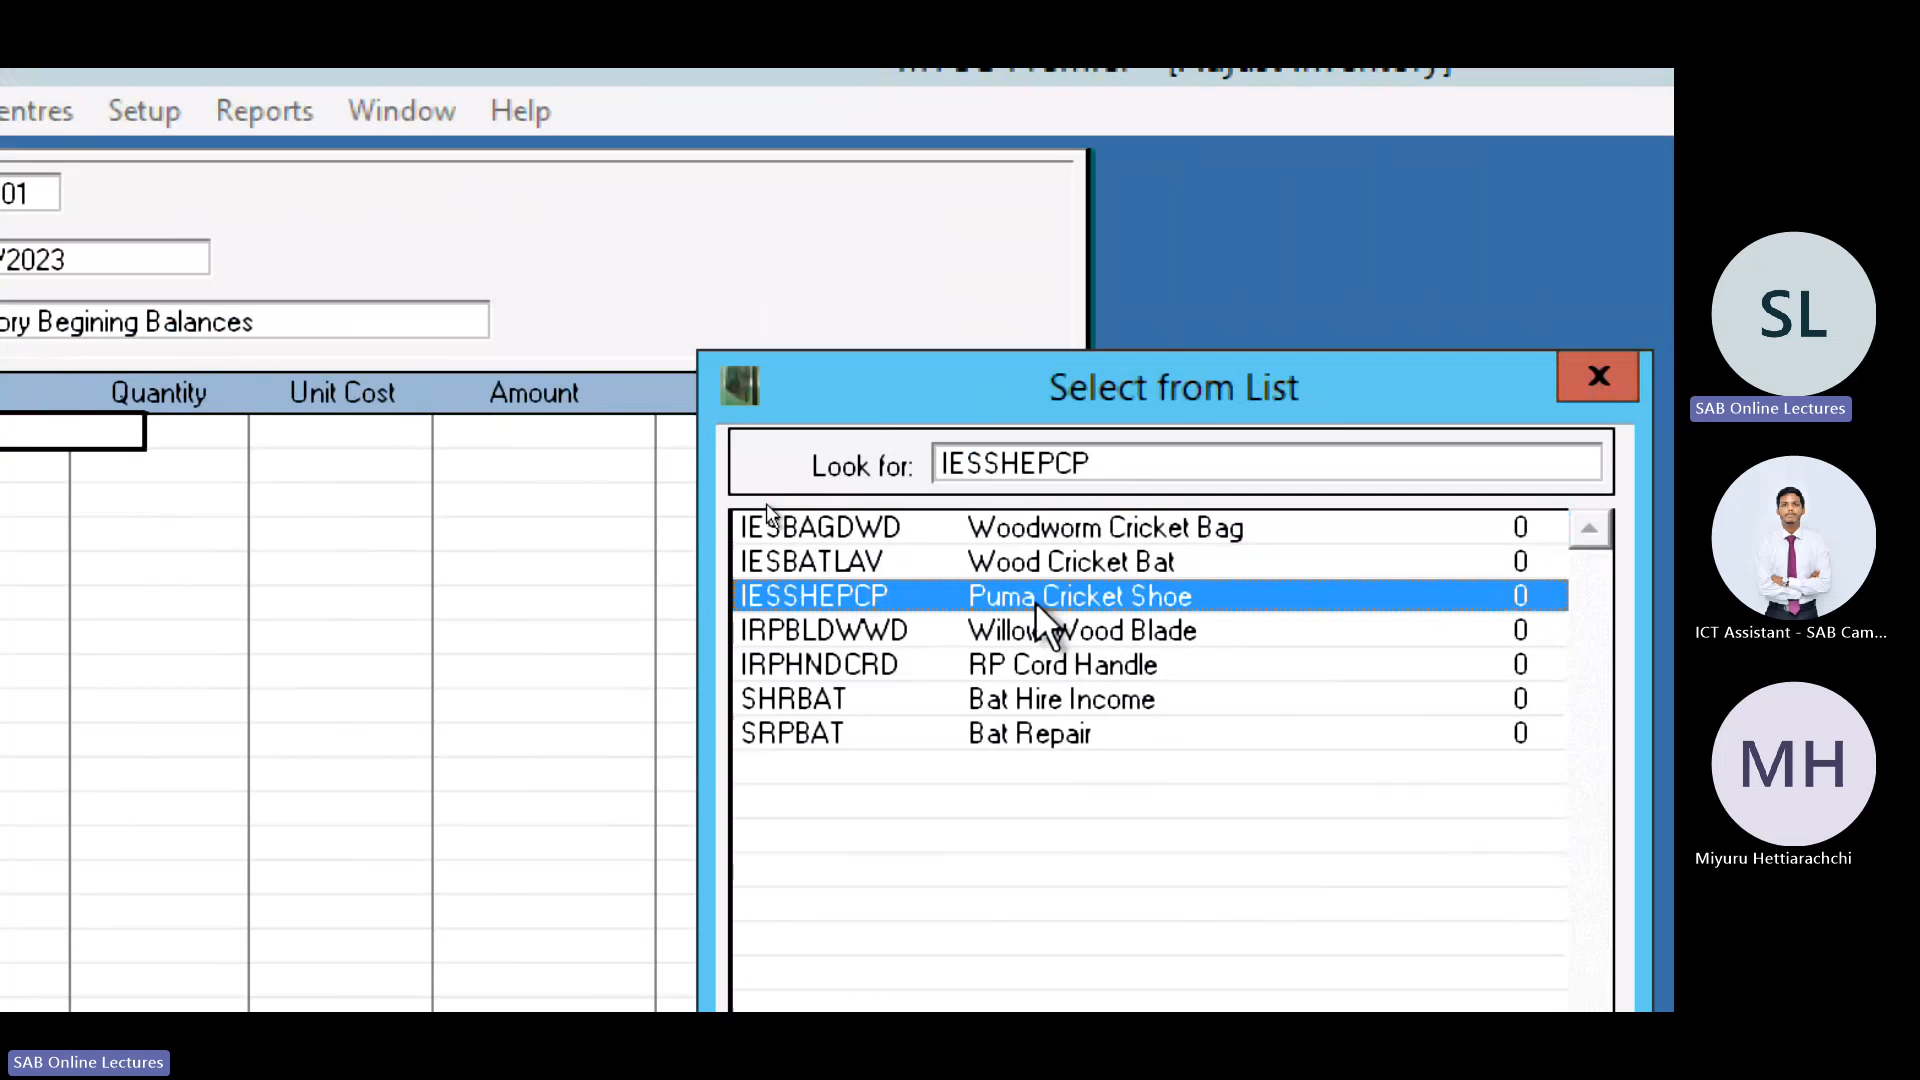 entres Setup Reports Window Help
01
Y2023
ory Begining Balances
Quantity Unit Cost Amount
Select from List
X
Look for: IESSHEPCP
IESBAGDWD Woodworm Cricket Bag 0
IESBATLAV Wood Cricket Bat 0
IESSHEPCP Puma Cricket Shoe 0
IRPBLDWWD Willow Wood Blade 0
IRPHNDCRD RP Cord Handle 0
SHRBAT Bat Hire Income 0
SRPBAT Bat Repair 0
SL
SAB Online Lectures
ICT Assistant - SAB Cam...
MH
Miyuru Hettiarachchi
SAB Online Lectures